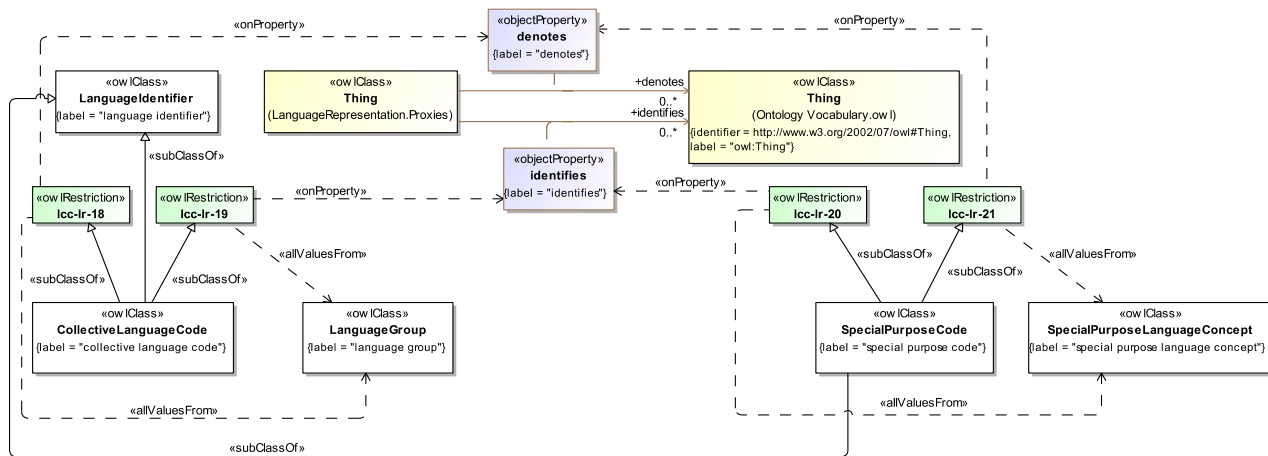 «objectProperty»
denotes
{label = "denotes"}
«onProperty»
«onProperty»
«owlClass»
LanguageIdentifier
{label = "language identifier"}
«owlClass»
Thing
(LanguageRepresentation.Proxies)
+denotes
0..*
+identifies
0..*
«owlClass»
Thing
(Ontology Vocabulary.owl)
{identifier = http://www.w3.org/2002/07/owl#Thing,
label = "owl:Thing"}
«subClassOf»
«objectProperty»
identifies
{label = "identifies"}
«onProperty»
«onProperty»
«owlRestriction»
lcc-lr-18
«owlRestriction»
lcc-lr-19
«owlRestriction»
lcc-lr-20
«owlRestriction»
lcc-lr-21
«allValuesFrom»
«subClassOf»
«subClassOf»
«subClassOf»
«subClassOf»
«allValuesFrom»
«owlClass»
CollectiveLanguageCode
{label = "collective language code"}
«owlClass»
LanguageGroup
{label = "language group"}
«owlClass»
SpecialPurposeCode
{label = "special purpose code"}
«owlClass»
SpecialPurposeLanguageConcept
{label = "special purpose language concept"}
«allValuesFrom»
«allValuesFrom»
«subClassOf»